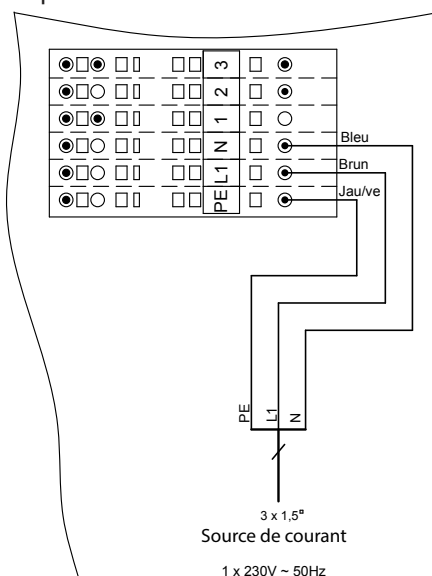 3
2
1
N
L1
PE
Bleu
Brun
Jau/ve
PE
L1
N
3 x 1,5¤
Source de courant
1 x 230V ~ 50Hz